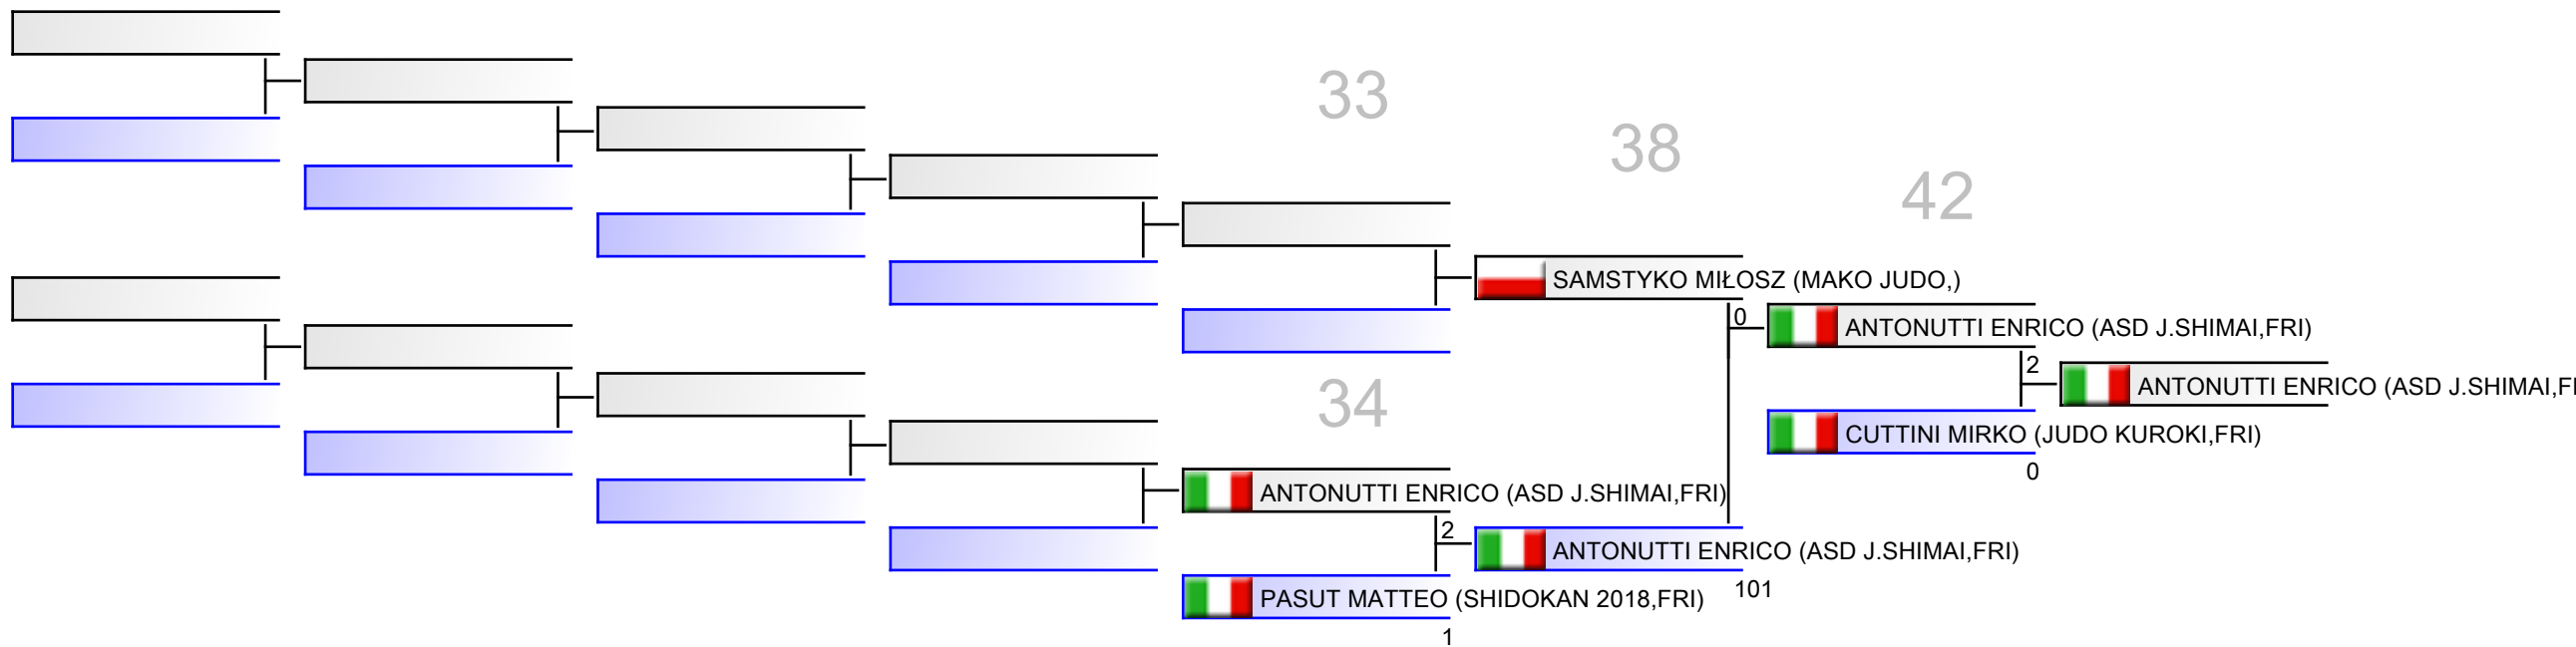 33
38
42
SAMSTYKO MIŁOSZ (MAKO JUDO,)
0
ANTONUTTI ENRICO (ASD J.SHIMAI,FRI)
2
ANTONUTTI ENRICO (ASD J.SHIMAI,F
34
CUTTINI MIRKO (JUDO KUROKI,FRI)
0
ANTONUTTI ENRICO (ASD J.SHIMAI,FRI)
2
ANTONUTTI ENRICO (ASD J.SHIMAI,FRI)
101
PASUT MATTEO (SHIDOKAN 2018,FRI)
1